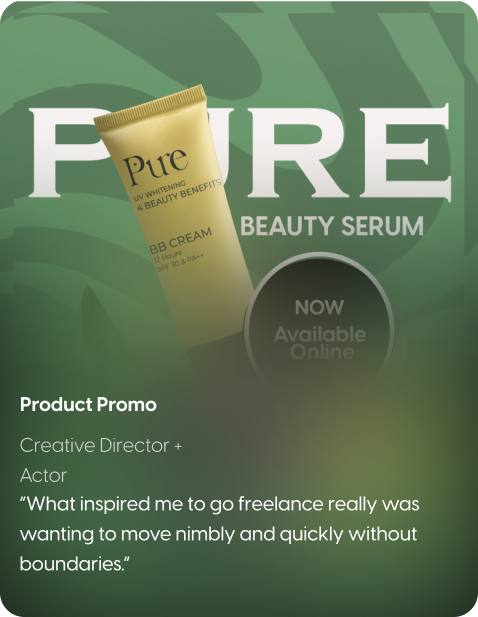 PURE
Pure
UV WHITENING
4 BEAUTY BENEFITS
BB CREAM
12 Hours
SPF 30 & PA++
BEAUTY SERUM
NOW
Available
Online
Product Promo
Creative Director +
Actor
“What inspired me to go freelance really was
wanting to move nimbly and quickly without
boundaries.”